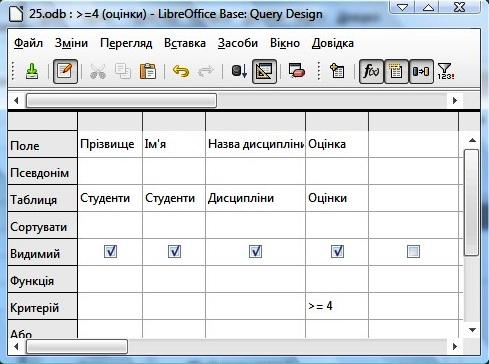 25.odb : >=4 (оцінки) - LibreOffice Base: Query Design
Файл Зміни Перегляд Вставка Засоби Вікно Довідка
f(x) 123!
Поле Прізвище Ім'я Назва дисципліни Оцінка
Псевдонім
Таблиця Студенти Студенти Дисципліни Оцінки
Сортувати
Видимий
Функція
Критерій >= 4
Або